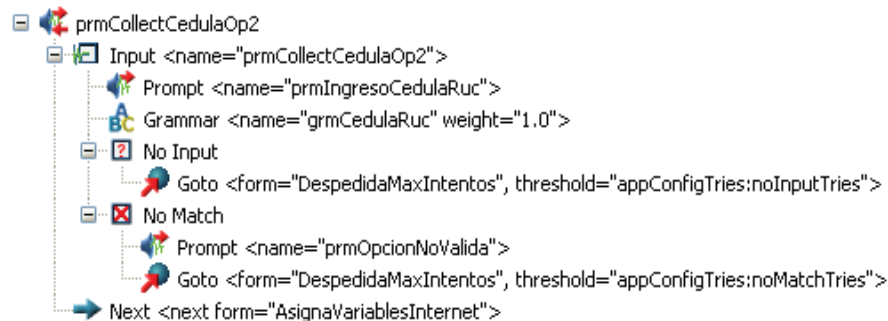 prmCollectCedulaOp2
Input <name="prmCollectCedulaOp2">
Prompt <name="prmIngresoCedulaRuc">
ABC Grammar <name="grmCedulaRuc" weight="1.0">
? No Input
Goto <form="DespedidaMaxIntentos", threshold="appConfigTries:noInputTries">
No Match
Prompt <name="prmOpcionNoValida">
Goto <form="DespedidaMaxIntentos", threshold="appConfigTries:noMatchTries">
Next <next form="AsignaVariablesInternet">